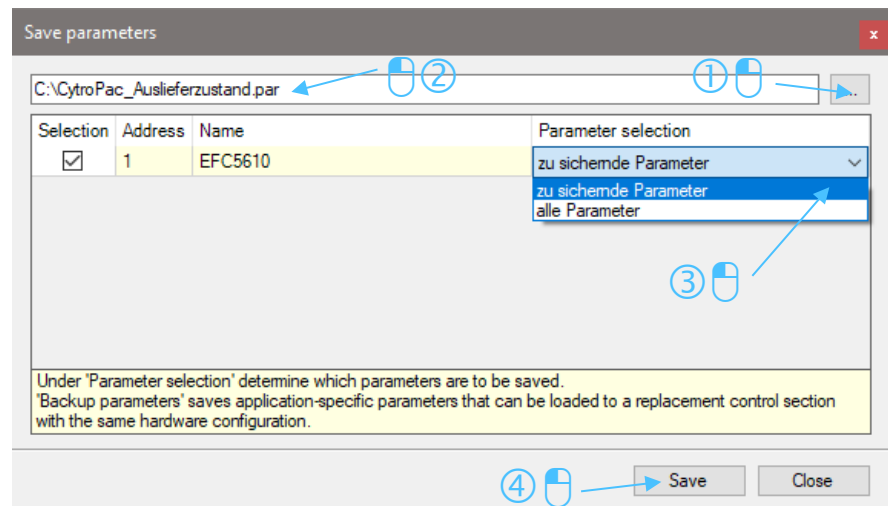 Save parameters
x
② ①
C:\CytroPac_Auslieferzustand.par ...
Selection Address Name Parameter selection
1 EFC5610 zu sichernde Parameter
zu sichernde Parameter
alle Parameter
③
Under 'Parameter selection' determine which parameters are to be saved.
'Backup parameters' saves application-specific parameters that can be loaded to a replacement control section
with the same hardware configuration.
④ Save Close